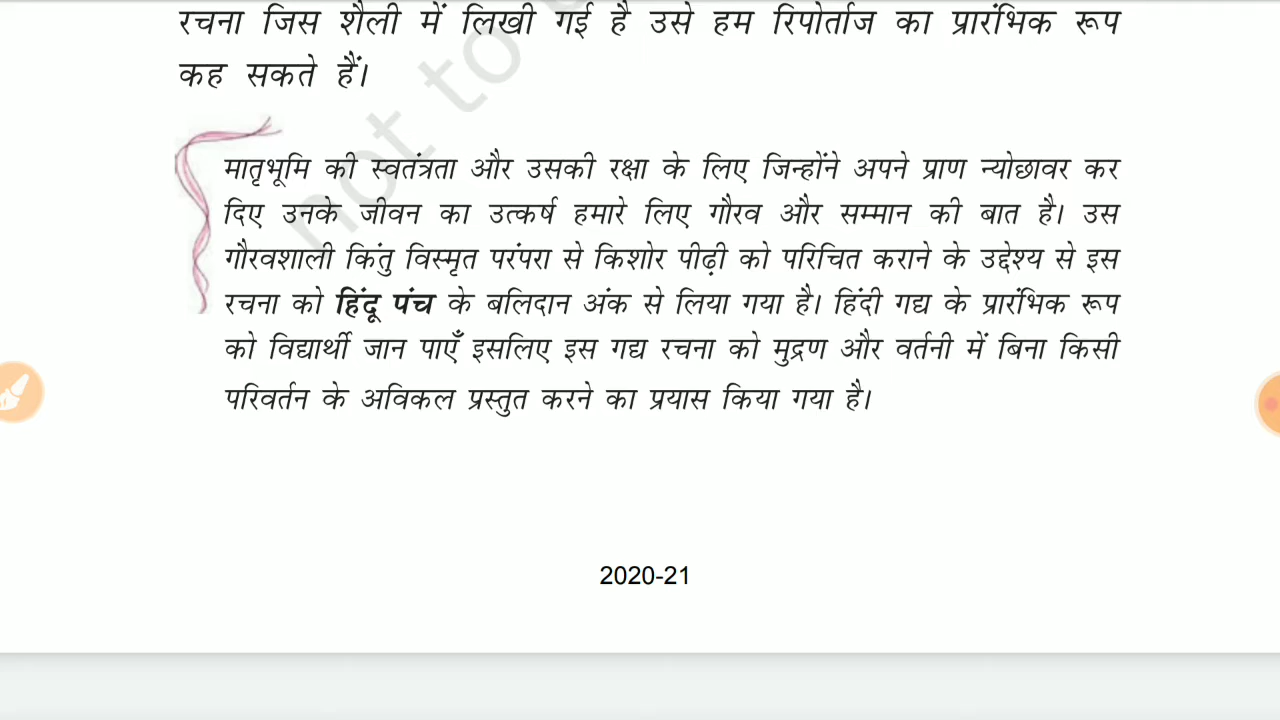 रचना जिस शैली में लिखी गई है उसे हम रिपोर्ताज का प्रारंभिक रूप
कह सकते हैं।
not to
मातृभूमि की स्वतंत्रता और उसकी रक्षा के लिए जिन्होंने अपने प्राण न्योछावर कर
दिए उनके जीवन का उत्कर्ष हमारे लिए गौरव और सम्मान की बात है। उस
गौरवशाली किंतु विस्मृत परंपरा से किशोर पीढ़ी को परिचित कराने के उद्देश्य से इस
रचना को हिंदू पंच के बलिदान अंक से लिया गया है। हिंदी गद्य के प्रारंभिक रूप
को विद्यार्थी जान पाएँ इसलिए इस गद्य रचना को मुद्रण और वर्तनी में बिना किसी
परिवर्तन के अविकल प्रस्तुत करने का प्रयास किया गया है।
2020-21